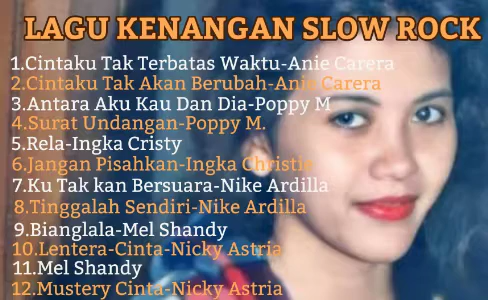 LAGU KENANGAN SLOW ROCK
1.Cintaku Tak Terbatas Waktu-Anie Carera
2.Cintaku Tak Akan Berubah-Anie Carera
3.Antara Aku Kau Dan Dia-Poppy M
4.Surat Undangan-Poppy M.
5.Rela-Ingka Cristy
6.Jangan Pisahkan-Ingka Christie
7.Ku Tak kan Bersuara-Nike Ardilla
8.Tinggalah Sendiri-Nike Ardilla
9.Bianglala-Mel Shandy
10.Lentera-Cinta-Nicky Astria
11.Mel Shandy
12.Mustery Cinta-Nicky Astria